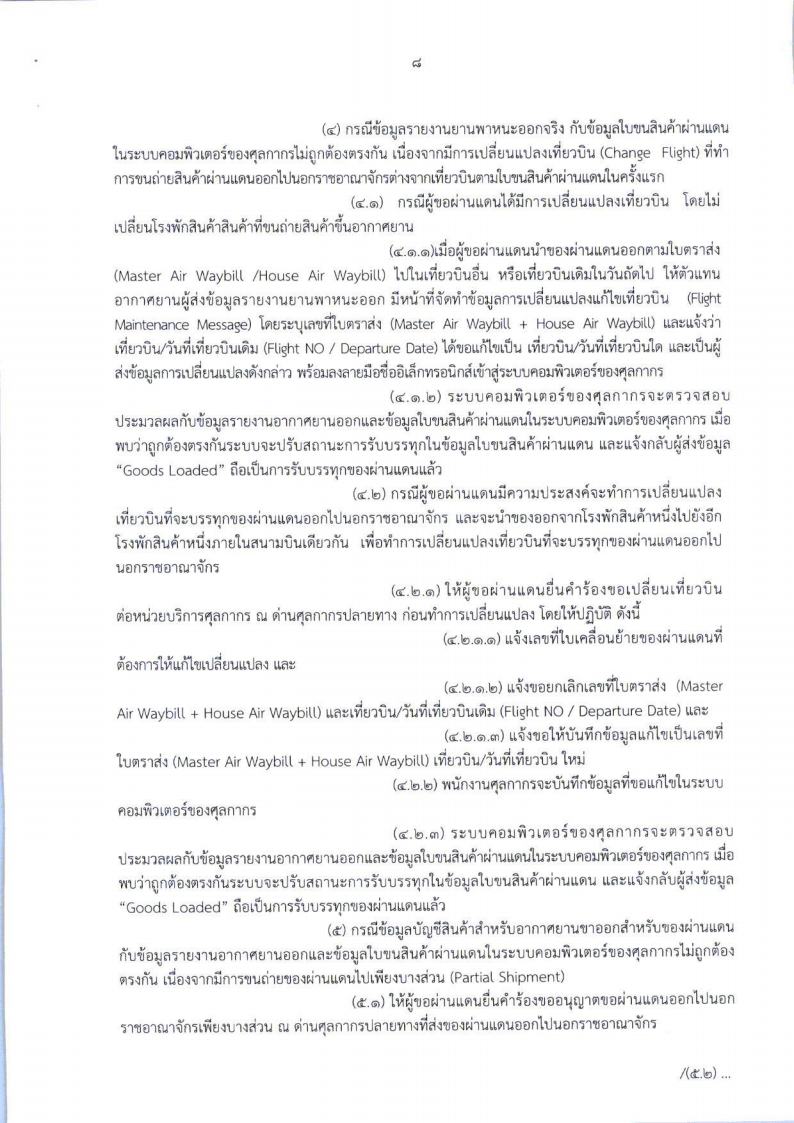 ๘
(๔) กรณีข้อมูลรายงานยานพาหนะออกจริง กับข้อมูลใบขนสินค้าผ่านแดน
ในระบบคอมพิวเตอร์ของศุลกากรไม่ถูกต้องตรงกัน เนื่องจากมีการเปลี่ยนแปลงเที่ยวบิน (Change Flight) ที่ทำ
การขนถ่ายสินค้าผ่านแดนออกไปนอกราชอาณาจักรต่างจากเที่ยวบินตามใบขนสินค้าผ่านแดนในครั้งแรก
(๔.๑) กรณีผู้ขอผ่านแดนได้มีการเปลี่ยนแปลงเที่ยวบิน โดยไม่
เปลี่ยนโรงพักสินค้าสินค้าที่ขนถ่ายสินค้าขึ้นอากาศยาน
(๔.๑.๑)เมื่อผู้ขอผ่านแดนนำของผ่านแดนออกตามใบตราส่ง
(Master Air Waybill /House Air Waybill) ไปในเที่ยวบินอื่น หรือเที่ยวบินเดิมในวันถัดไป ให้ตัวแทน
อากาศยานผู้ส่งข้อมูลรายงานยานพาหนะออก มีหน้าที่จัดทำข้อมูลการเปลี่ยนแปลงแก้ไขเที่ยวบิน (Flight
Maintenance Message) โดยระบุเลขที่ใบตราส่ง (Master Air Waybill + House Air Waybill) และแจ้งว่า
เที่ยวบิน/วันที่เที่ยวบินเดิม (Flight NO / Departure Date) ได้ขอแก้ไขเป็น เที่ยวบิน/วันที่เที่ยวบินใด และเป็นผู้
ส่งข้อมูลการเปลี่ยนแปลงดังกล่าว พร้อมลงลายมือชื่ออิเล็กทรอนิกส์เข้าสู่ระบบคอมพิวเตอร์ของศุลกากร
(๔.๑.๒) ระบบคอมพิวเตอร์ของศุลกากรจะตรวจสอบ
ประมวลผลกับข้อมูลรายงานอากาศยานออกและข้อมูลใบขนสินค้าผ่านแดนในระบบคอมพิวเตอร์ของศุลกากร เมื่อ
พบว่าถูกต้องตรงกันระบบจะปรับสถานะการรับบรรทุกในข้อมูลใบขนสินค้าผ่านแดน และแจ้งกลับผู้ส่งข้อมูล
“Goods Loaded” ถือเป็นการรับบรรทุกของผ่านแดนแล้ว
(๔.๒) กรณีผู้ขอผ่านแดนมีความประสงค์จะทำการเปลี่ยนแปลง
เที่ยวบินที่จะบรรทุกของผ่านแดนออกไปนอกราชอาณาจักร และจะนำของออกจากโรงพักสินค้าหนึ่งไปยังอีก
โรงพักสินค้าหนึ่งภายในสนามบินเดียวกัน เพื่อทำการเปลี่ยนแปลงเที่ยวบินที่จะบรรทุกของผ่านแดนออกไป
นอกราชอาณาจักร
(๔.๒.๑) ให้ผู้ขอผ่านแดนยื่นคำร้องขอเปลี่ยนเที่ยวบิน
ต่อหน่วยบริการศุลกากร ณ ด่านศุลกากรปลายทาง ก่อนทำการเปลี่ยนแปลง โดยให้ปฏิบัติ ดังนี้
(๔.๒.๑.๑) แจ้งเลขที่ใบเคลื่อนย้ายของผ่านแดนที่
ต้องการให้แก้ไขเปลี่ยนแปลง และ
(๔.๒.๑.๒) แจ้งขอยกเลิกเลขที่ใบตราส่ง (Master
Air Waybill + House Air Waybill) และเที่ยวบิน/วันที่เที่ยวบินเดิม (Flight NO / Departure Date) และ
(๔.๒.๑.๓) แจ้งขอให้บันทึกข้อมูลแก้ไขเป็นเลขที่
ใบตราส่ง (Master Air Waybill + House Air Waybill) เที่ยวบิน/วันที่เที่ยวบิน ใหม่
(๔.๒.๒) พนักงานศุลกากรจะบันทึกข้อมูลที่ขอแก้ไขในระบบ
คอมพิวเตอร์ของศุลกากร
(๔.๒.๓) ระบบคอมพิวเตอร์ของศุลกากรจะตรวจสอบ
ประมวลผลกับข้อมูลรายงานอากาศยานออกและข้อมูลใบขนสินค้าผ่านแดนในระบบคอมพิวเตอร์ของศุลกากร เมื่อ
พบว่าถูกต้องตรงกันระบบจะปรับสถานะการรับบรรทุกในข้อมูลใบขนสินค้าผ่านแดน และแจ้งกลับผู้ส่งข้อมูล
“Goods Loaded” ถือเป็นการรับบรรทุกของผ่านแดนแล้ว
(๕) กรณีข้อมูลบัญชีสินค้าสำหรับอากาศยานขาออกสำหรับของผ่านแดน
กับข้อมูลรายงานอากาศยานออกและข้อมูลใบขนสินค้าผ่านแดนในระบบคอมพิวเตอร์ของศุลกากรไม่ถูกต้อง
ตรงกัน เนื่องจากมีการขนถ่ายของผ่านแดนไปเพียงบางส่วน (Partial Shipment)
(๕.๑) ให้ผู้ขอผ่านแดนยื่นคำร้องขออนุญาตขอผ่านแดนออกไปนอก
ราชอาณาจักรเพียงบางส่วน ณ ด่านศุลกากรปลายทางที่ส่งของผ่านแดนออกไปนอกราชอาณาจักร
/(๕.๒) ...